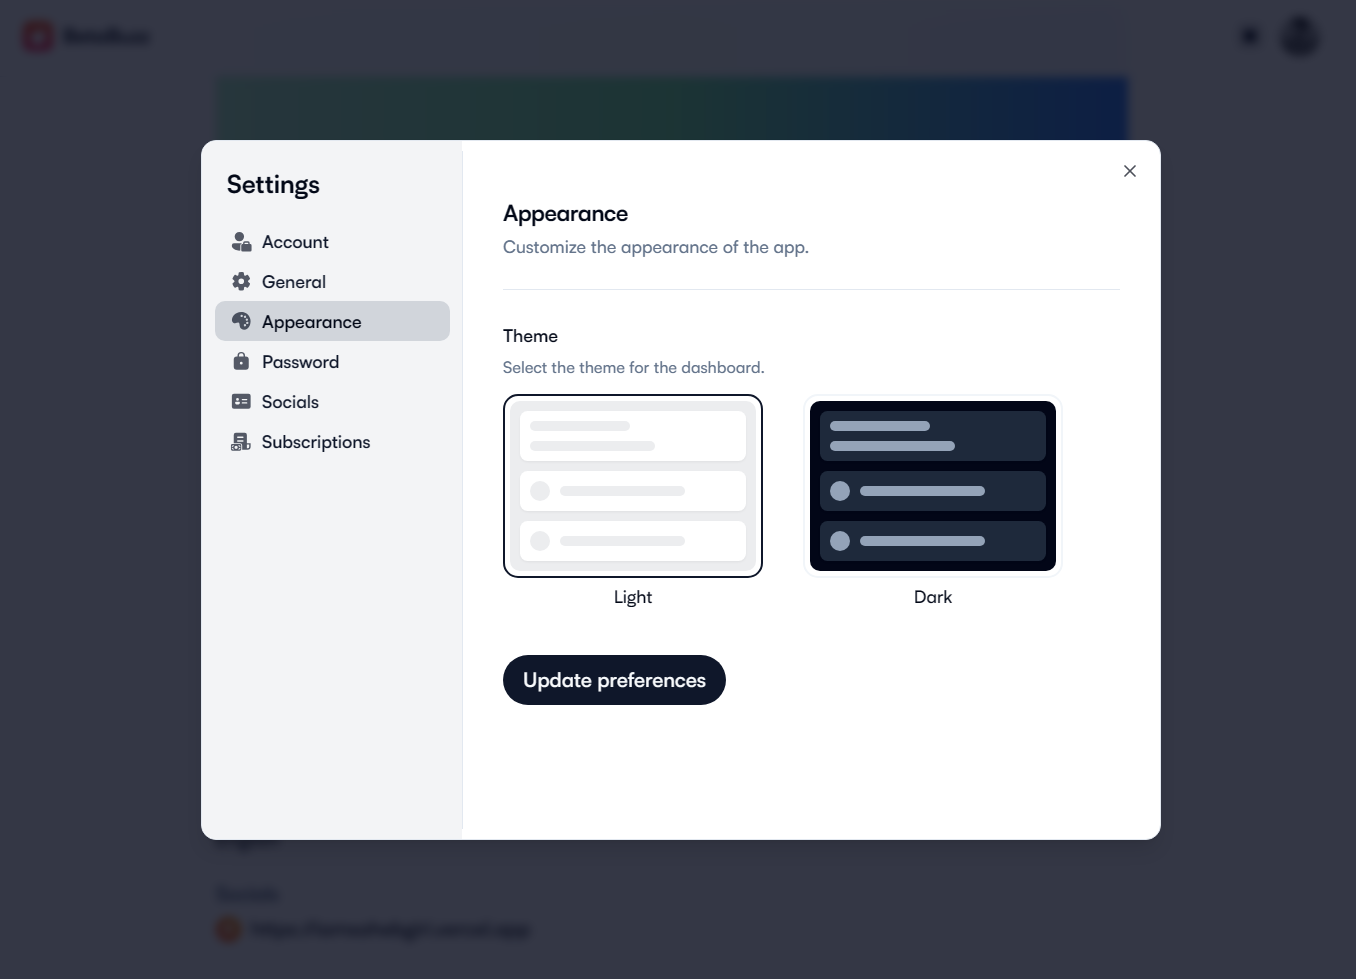 Settings
Account
General
Appearance
Password
Socials
Subscriptions
Appearance
Customize the appearance of the app.
Theme
Select the theme for the dashboard.
Light
Dark
Update preferences